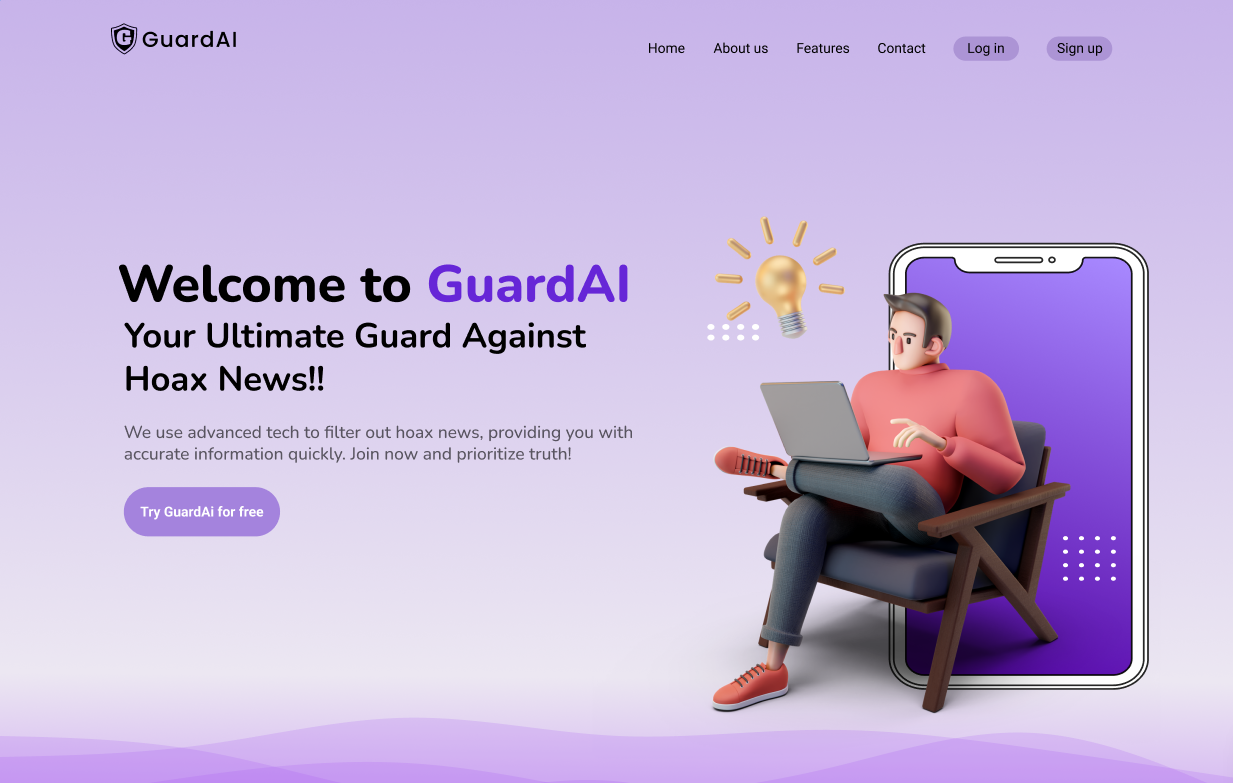 GuardAI
Home About us Features Contact Log in Sign up
Welcome to GuardAI
Your Ultimate Guard Against
Hoax News!!
We use advanced tech to filter out hoax news, providing you with
accurate information quickly. Join now and prioritize truth!
Try GuardAi for free